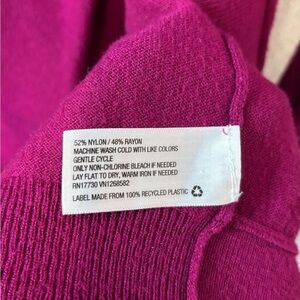 52% NYLON / 48% RAYON
MACHINE WASH COLD WITH LIKE COLORS
GENTLE CYCLE
ONLY NON-CHLORINE BLEACH IF NEEDED
LAY FLAT TO DRY, WARM IRON IF NEEDED
RN17730 VN1268582
LABEL MADE FROM 100% RECYCLED PLASTIC